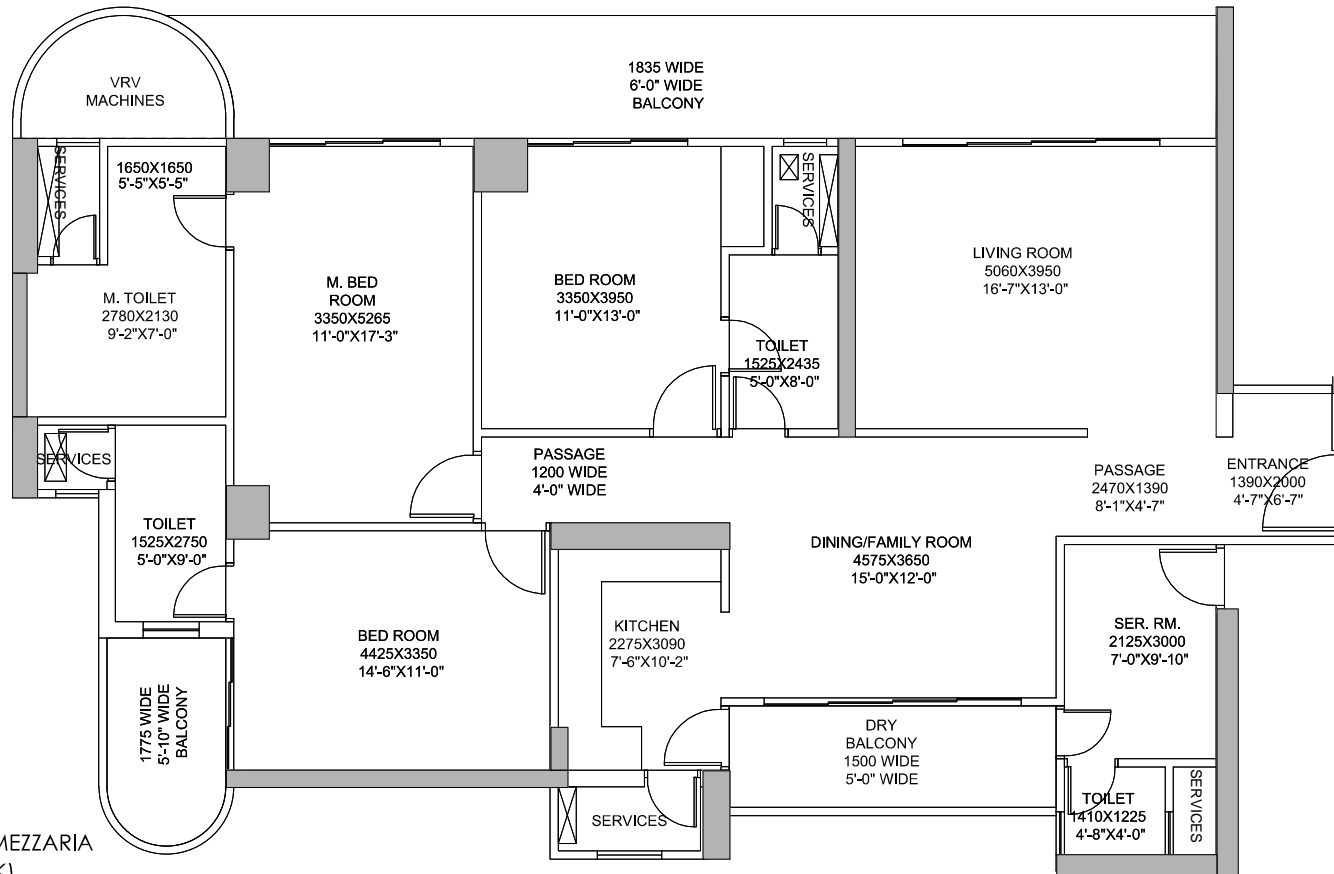 VRV
MACHINES
1835 WIDE
6'-0" WIDE
BALCONY
SERVICES
1650X1650
5'-5"X5'-5"
M. TOILET
2780X2130
9'-2"X7'-0"
M. BED
ROOM
3350X5265
11'-0"X17'-3"
BED ROOM
3350X3950
11'-0"X13'-0"
SERVICES
TOILET
1525X2435
5'-0"X8'-0"
LIVING ROOM
5060X3950
16'-7"X13'-0"
SERVICES
TOILET
1525X2750
5'-0"X9'-0"
PASSAGE
1200 WIDE
4'-0" WIDE
PASSAGE
2470X1390
8'-1"X4'-7"
ENTRANCE
1390X2000
4'-7"X6'-7"
DINING/FAMILY ROOM
4575X3650
15'-0"X12'-0"
BED ROOM
4425X3350
14'-6"X11'-0"
KITCHEN
2275X3090
7'-6"X10'-2"
SER. RM.
2125X3000
7'-0"X9'-10"
1775 WIDE
5'-10" WIDE
BALCONY
DRY
BALCONY
1500 WIDE
5'-0" WIDE
SERVICES
TOILET
1410X1225
4'-8"X4'-0"
SERVICES
MEZZARIA